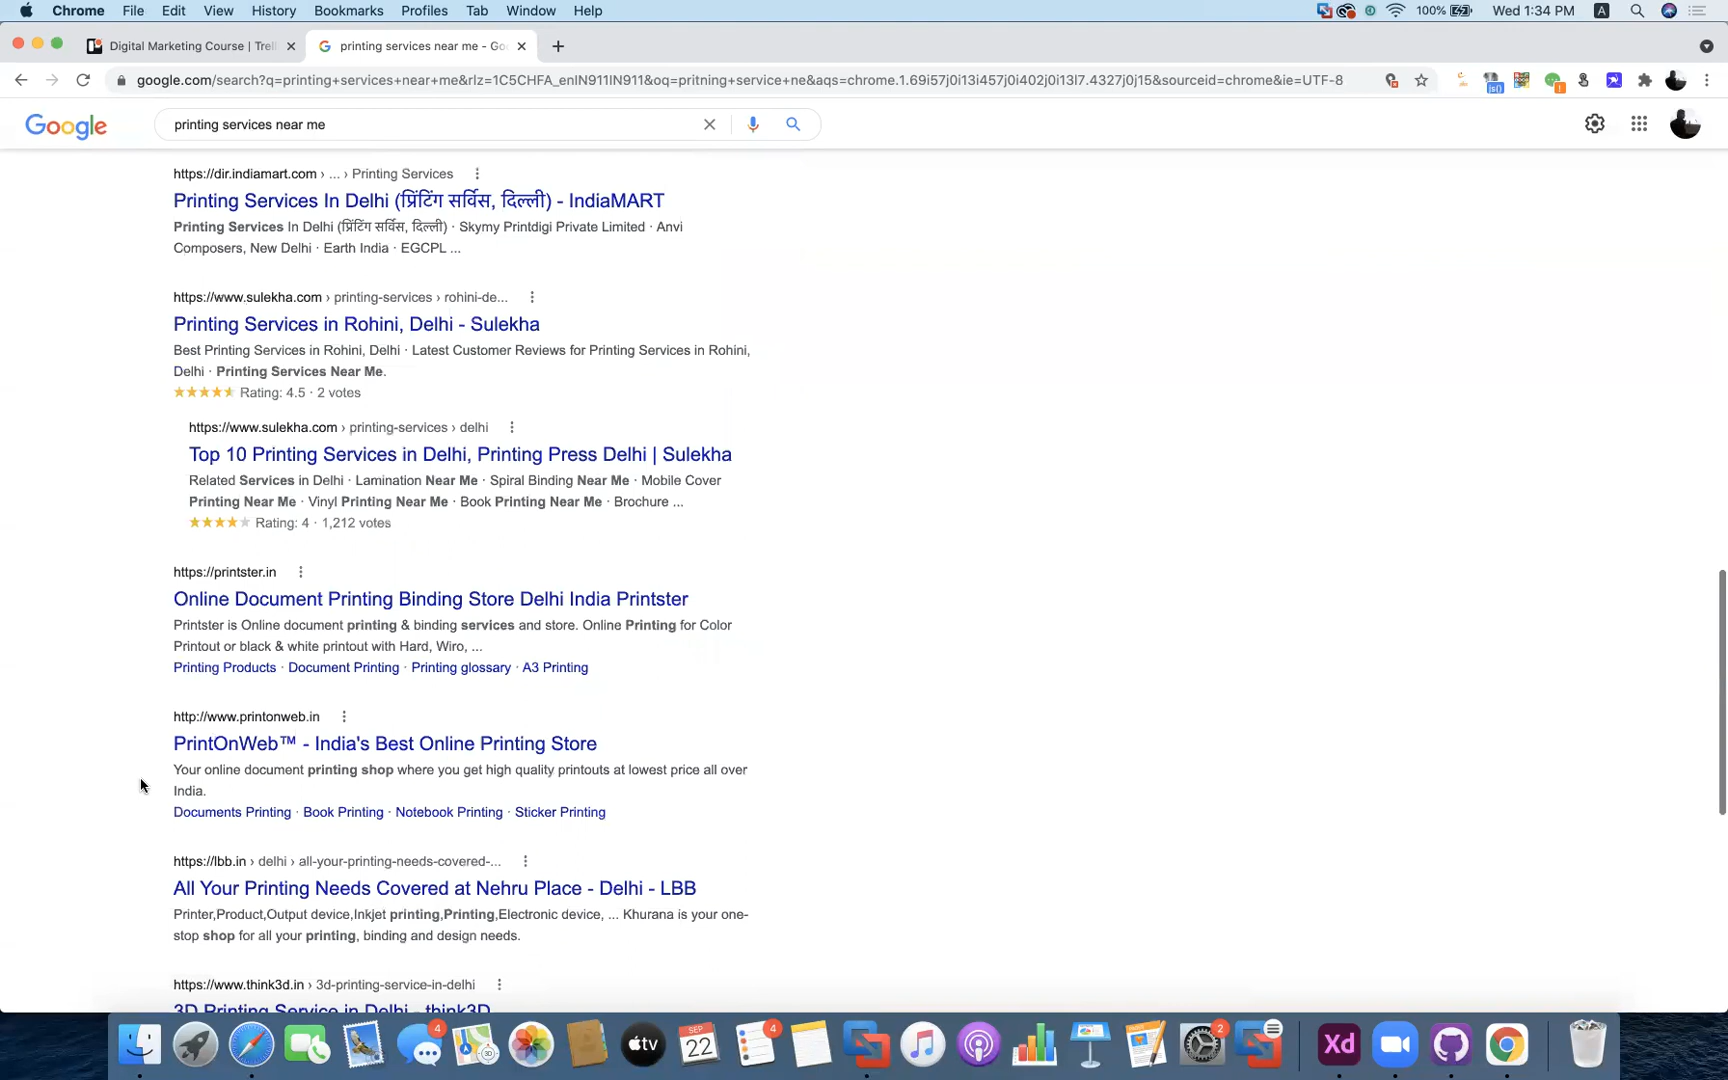 Chrome File Edit View History Bookmarks Profiles Tab Window Help 100% Wed 1:34 PM A
Digital Marketing Course | Trel printing services near me - Go
google.com/search?q=printing+services+near+me&rlz=1C5CHFA_enIN911IN911&oq=pritning+service+ne&aqs=chrome.1.69i57j0i13i457j0i402j0i13l7.4327j0j15&sourceid=chrome&ie=UTF-8
Google printing services near me
https://dir.indiamart.com › ... › Printing Services
Printing Services In Delhi (प्रिंटिंग सर्विस, दिल्ली) - IndiaMART
Printing Services In Delhi (प्रिंटिंग सर्विस, दिल्ली) · Skymy Printdigi Private Limited · Anvi
Composers, New Delhi · Earth India · EGCPL ...
https://www.sulekha.com › printing-services › rohini-de...
Printing Services in Rohini, Delhi - Sulekha
Best Printing Services in Rohini, Delhi · Latest Customer Reviews for Printing Services in Rohini,
Delhi · Printing Services Near Me.
Rating: 4.5 · 2 votes
https://www.sulekha.com › printing-services › delhi
Top 10 Printing Services in Delhi, Printing Press Delhi | Sulekha
Related Services in Delhi · Lamination Near Me · Spiral Binding Near Me · Mobile Cover
Printing Near Me · Vinyl Printing Near Me · Book Printing Near Me · Brochure ...
Rating: 4 · 1,212 votes
https://printster.in
Online Document Printing Binding Store Delhi India Printster
Printster is Online document printing & binding services and store. Online Printing for Color
Printout or black & white printout with Hard, Wiro, ...
Printing Products · Document Printing · Printing glossary · A3 Printing
http://www.printonweb.in
PrintOnWeb™ - India's Best Online Printing Store
Your online document printing shop where you get high quality printouts at lowest price all over
India.
Documents Printing · Book Printing · Notebook Printing · Sticker Printing
https://lbb.in › delhi › all-your-printing-needs-covered-...
All Your Printing Needs Covered at Nehru Place - Delhi - LBB
Printer,Product,Output device,Inkjet printing,Printing,Electronic device, ... Khurana is your one-
stop shop for all your printing, binding and design needs.
https://www.think3d.in › 3d-printing-service-in-delhi
3D Printing Service in Delhi - think3D
4 tv SEP 22 4 2 Xd